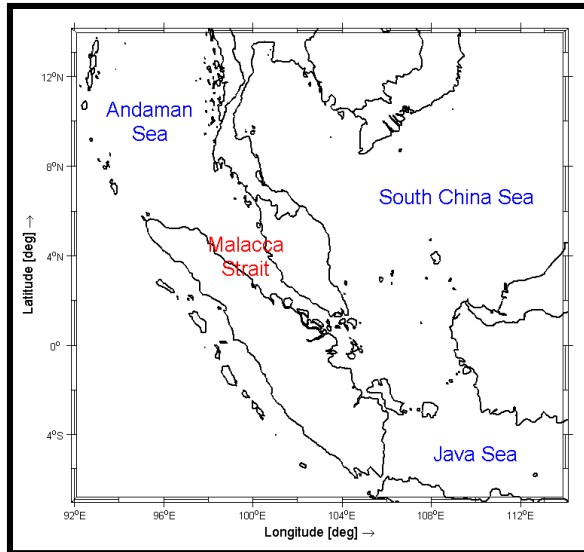 12°N
Andaman
Sea
8°N
South China Sea
Malacca
Strait
4°N
Latitude [deg] →
0°
4°S
Java Sea
92°E 96°E 100°E 104°E 108°E 112°E
Longitude [deg] →